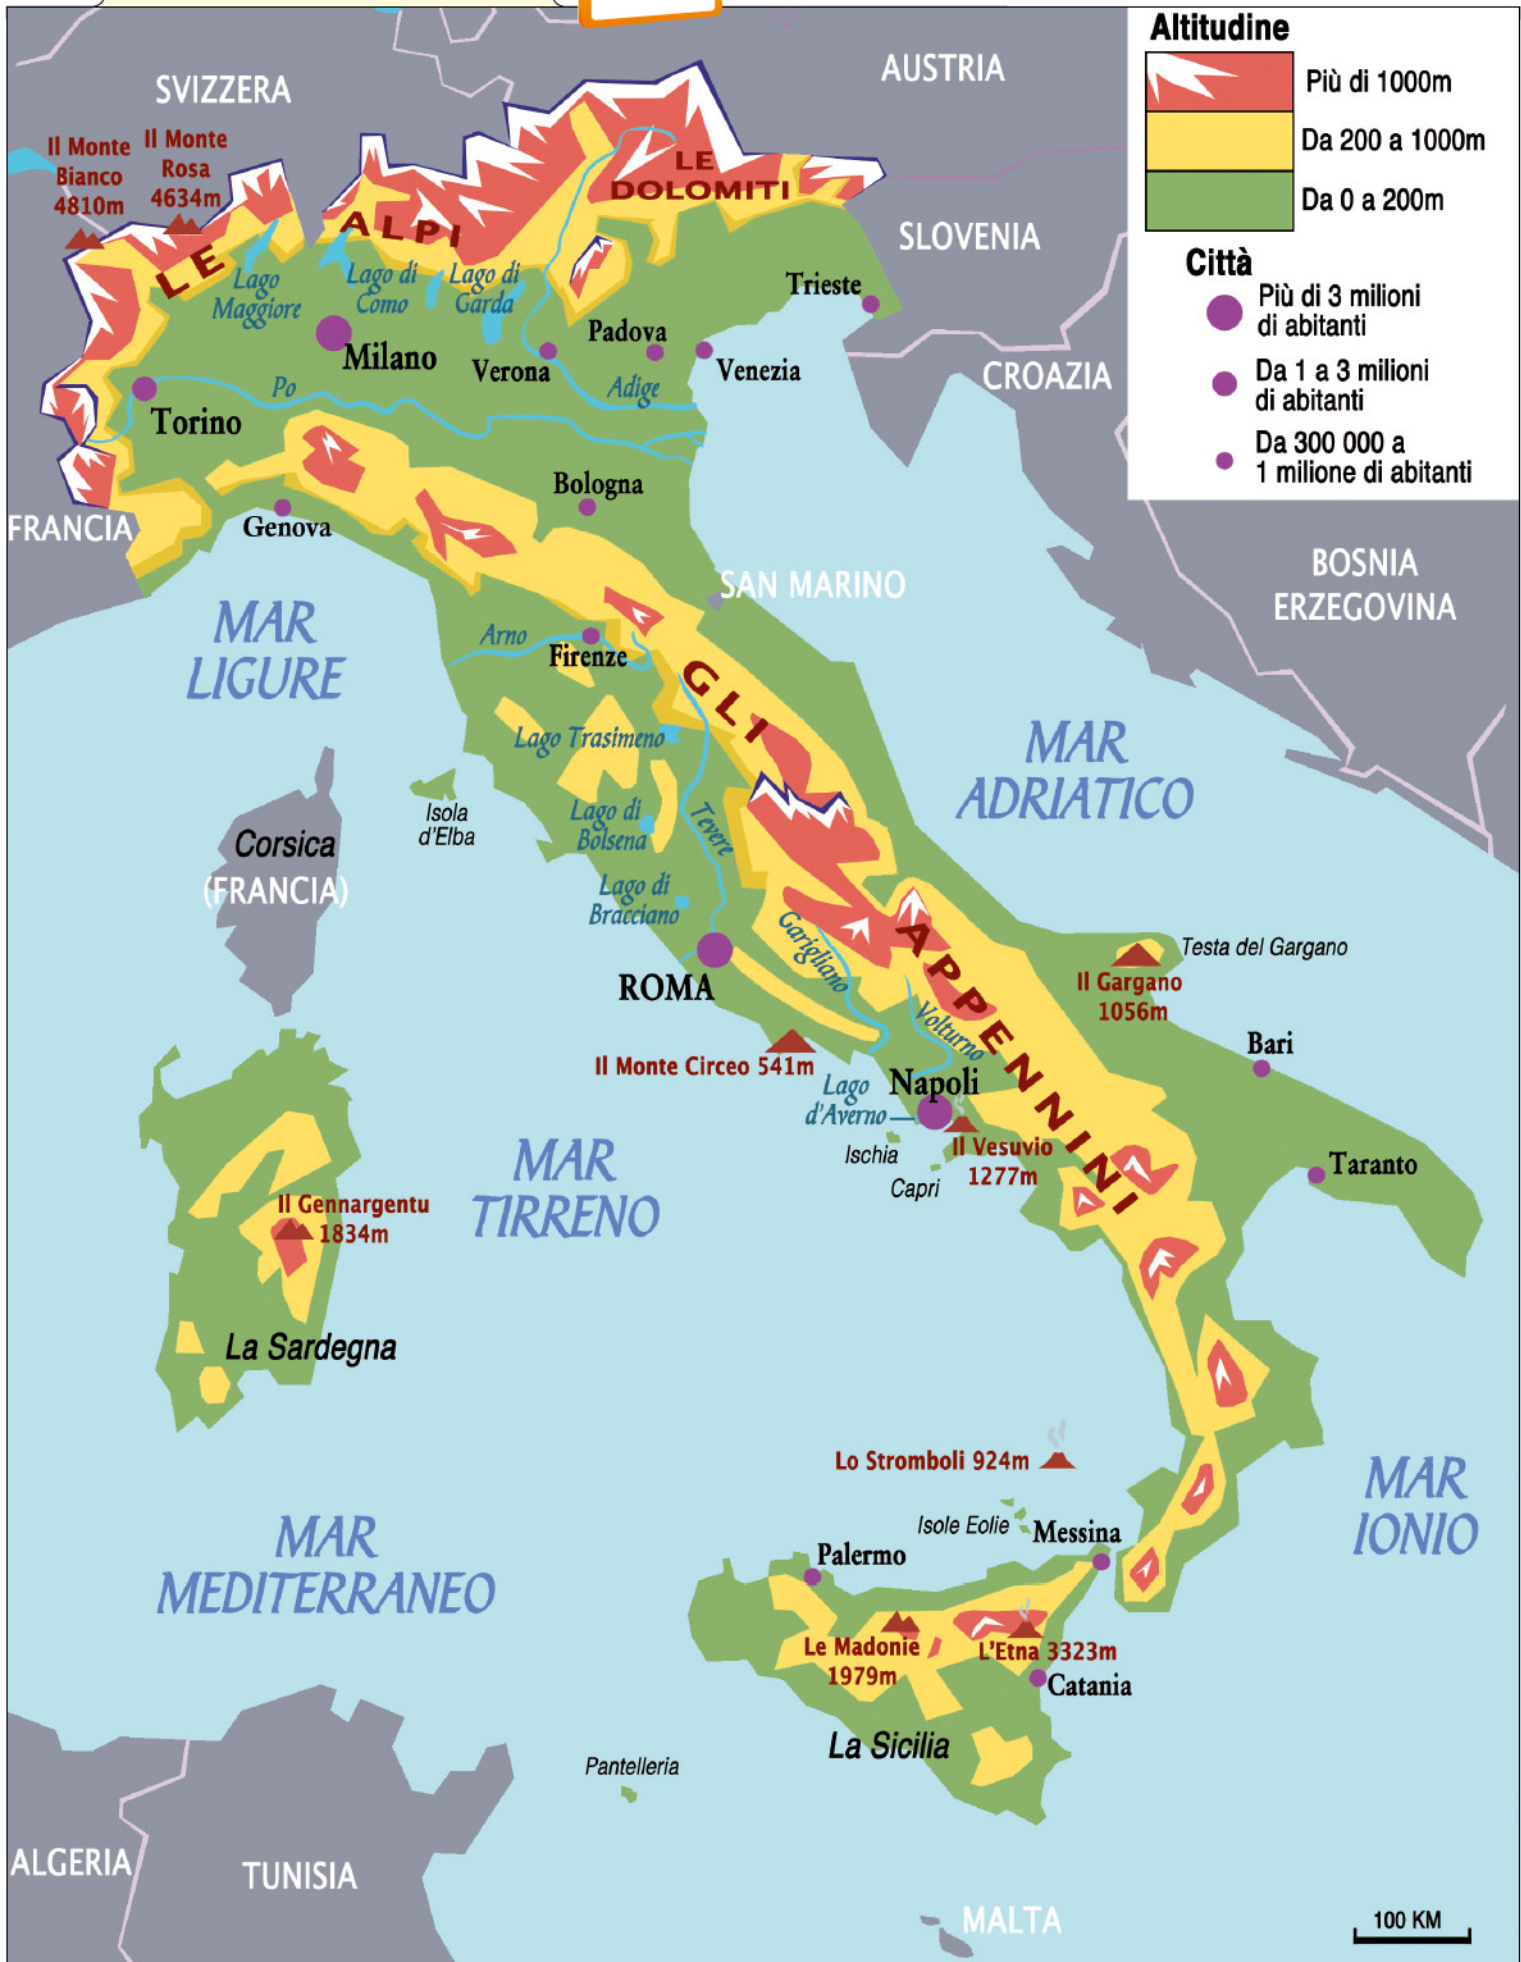 Altitudine
Più di 1000m
Da 200 a 1000m
Da 0 a 200m
Città
Più di 3 milioni
di abitanti
Da 1 a 3 milioni
di abitanti
Da 300 000 a
1 milione di abitanti
SVIZZERA
AUSTRIA
Il Monte
Bianco
4810m
Il Monte
Rosa
4634m
LE
DOLOMITI
LE ALPI
SLOVENIA
Lago
Maggiore
Lago di
Como
Lago di
Garda
Trieste
Milano
Verona
Padova
Venezia
CROAZIA
Torino
Po
Adige
Bologna
Genova
FRANCIA
BOSNIA
ERZEGOVINA
SAN MARINO
MAR
LIGURE
Arno
Firenze
GLI APPENNINI
Lago Trasimeno
MAR
ADRIATICO
Isola
d'Elba
Corsica
(FRANCIA)
Lago di
Bolsena
Tevere
Lago di
Bracciano
Garigliano
Testa del Gargano
Il Gargano
1056m
ROMA
Volturno
Bari
Il Monte Circeo 541m
Napoli
Lago
d'Averno
Ischia
Capri
Il Vesuvio
1277m
Taranto
MAR
TIRRENO
Il Gennargentu
1834m
La Sardegna
Lo Stromboli 924m
MAR
IONIO
Isole Eolie
Messina
MAR
MEDITERRANEO
Palermo
Le Madonie
1979m
L'Etna 3323m
Catania
La Sicilia
Pantelleria
ALGERIA
TUNISIA
MALTA
100 KM